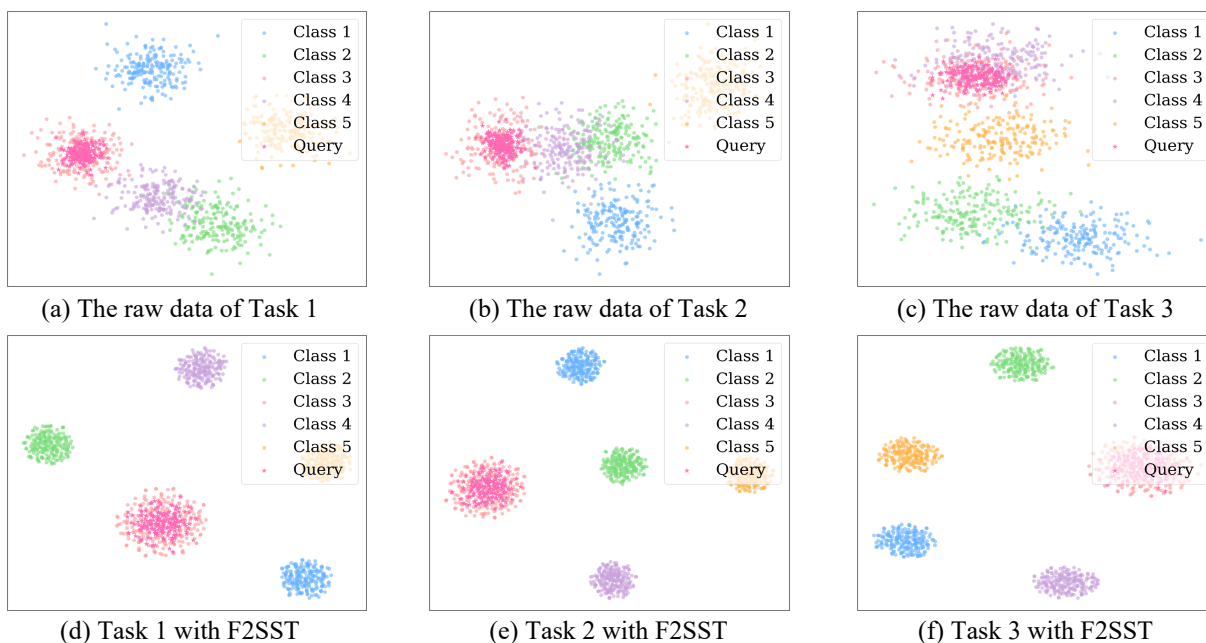 Class 1
Class 2
Class 3
Class 4
Class 5
Query
(a) The raw data of Task 1
Class 1
Class 2
Class 3
Class 4
Class 5
Query
(b) The raw data of Task 2
Class 1
Class 2
Class 3
Class 4
Class 5
Query
(c) The raw data of Task 3
Class 1
Class 2
Class 3
Class 4
Class 5
Query
(d) Task 1 with F2SST
Class 1
Class 2
Class 3
Class 4
Class 5
Query
(e) Task 2 with F2SST
Class 1
Class 2
Class 3
Class 4
Class 5
Query
(f) Task 3 with F2SST